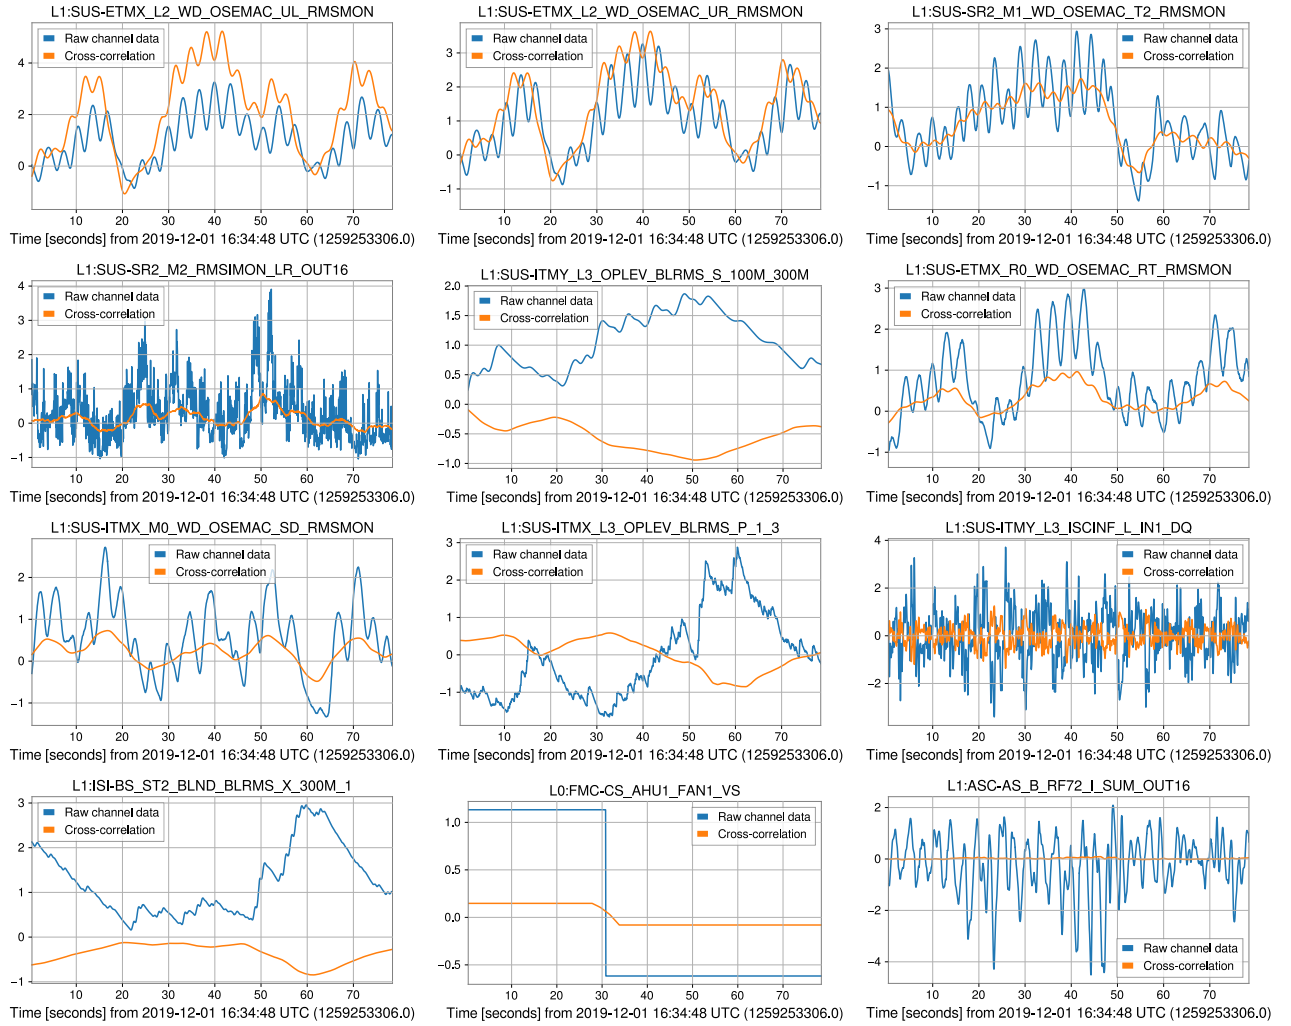 L1:SUS-ETMX_L2_WD_OSEMAC_UL_RMSMON
Raw channel data
Cross-correlation
4
2
0
10 20 30 40 50 60 70
Time [seconds] from 2019-12-01 16:34:48 UTC (1259253306.0)
L1:SUS-ETMX_L2_WD_OSEMAC_UR_RMSMON
Raw channel data
Cross-correlation
3
2
1
0
−1
10 20 30 40 50 60 70
Time [seconds] from 2019-12-01 16:34:48 UTC (1259253306.0)
L1:SUS-SR2_M1_WD_OSEMAC_T2_RMSMON
Raw channel data
Cross-correlation
3
2
1
0
−1
10 20 30 40 50 60 70
Time [seconds] from 2019-12-01 16:34:48 UTC (1259253306.0)
L1:SUS-SR2_M2_RMSIMON_LR_OUT16
Raw channel data
Cross-correlation
4
3
2
1
0
−1
10 20 30 40 50 60 70
Time [seconds] from 2019-12-01 16:34:48 UTC (1259253306.0)
L1:SUS-ITMY_L3_OPLEV_BLRMS_S_100M_300M
Raw channel data
Cross-correlation
2.0
1.5
1.0
0.5
0.0
−0.5
−1.0
10 20 30 40 50 60 70
Time [seconds] from 2019-12-01 16:34:48 UTC (1259253306.0)
L1:SUS-ETMX_R0_WD_OSEMAC_RT_RMSMON
Raw channel data
Cross-correlation
3
2
1
0
−1
10 20 30 40 50 60 70
Time [seconds] from 2019-12-01 16:34:48 UTC (1259253306.0)
L1:SUS-ITMX_M0_WD_OSEMAC_SD_RMSMON
Raw channel data
Cross-correlation
2
1
0
−1
10 20 30 40 50 60 70
Time [seconds] from 2019-12-01 16:34:48 UTC (1259253306.0)
L1:SUS-ITMX_L3_OPLEV_BLRMS_P_1_3
Raw channel data
Cross-correlation
3
2
1
0
−1
10 20 30 40 50 60 70
Time [seconds] from 2019-12-01 16:34:48 UTC (1259253306.0)
L1:SUS-ITMY_L3_ISCINF_L_IN1_DQ
Raw channel data
Cross-correlation
4
2
0
−2
10 20 30 40 50 60 70
Time [seconds] from 2019-12-01 16:34:48 UTC (1259253306.0)
L1:ISI-BS_ST2_BLND_BLRMS_X_300M_1
Raw channel data
Cross-correlation
3
2
1
0
−1
10 20 30 40 50 60 70
Time [seconds] from 2019-12-01 16:34:48 UTC (1259253306.0)
L0:FMC-CS_AHU1_FAN1_VS
Raw channel data
Cross-correlation
1.0
0.5
0.0
−0.5
10 20 30 40 50 60 70
Time [seconds] from 2019-12-01 16:34:48 UTC (1259253306.0)
L1:ASC-AS_B_RF72_I_SUM_OUT16
2
0
−2
−4
Raw channel data
Cross-correlation
10 20 30 40 50 60 70
Time [seconds] from 2019-12-01 16:34:48 UTC (1259253306.0)